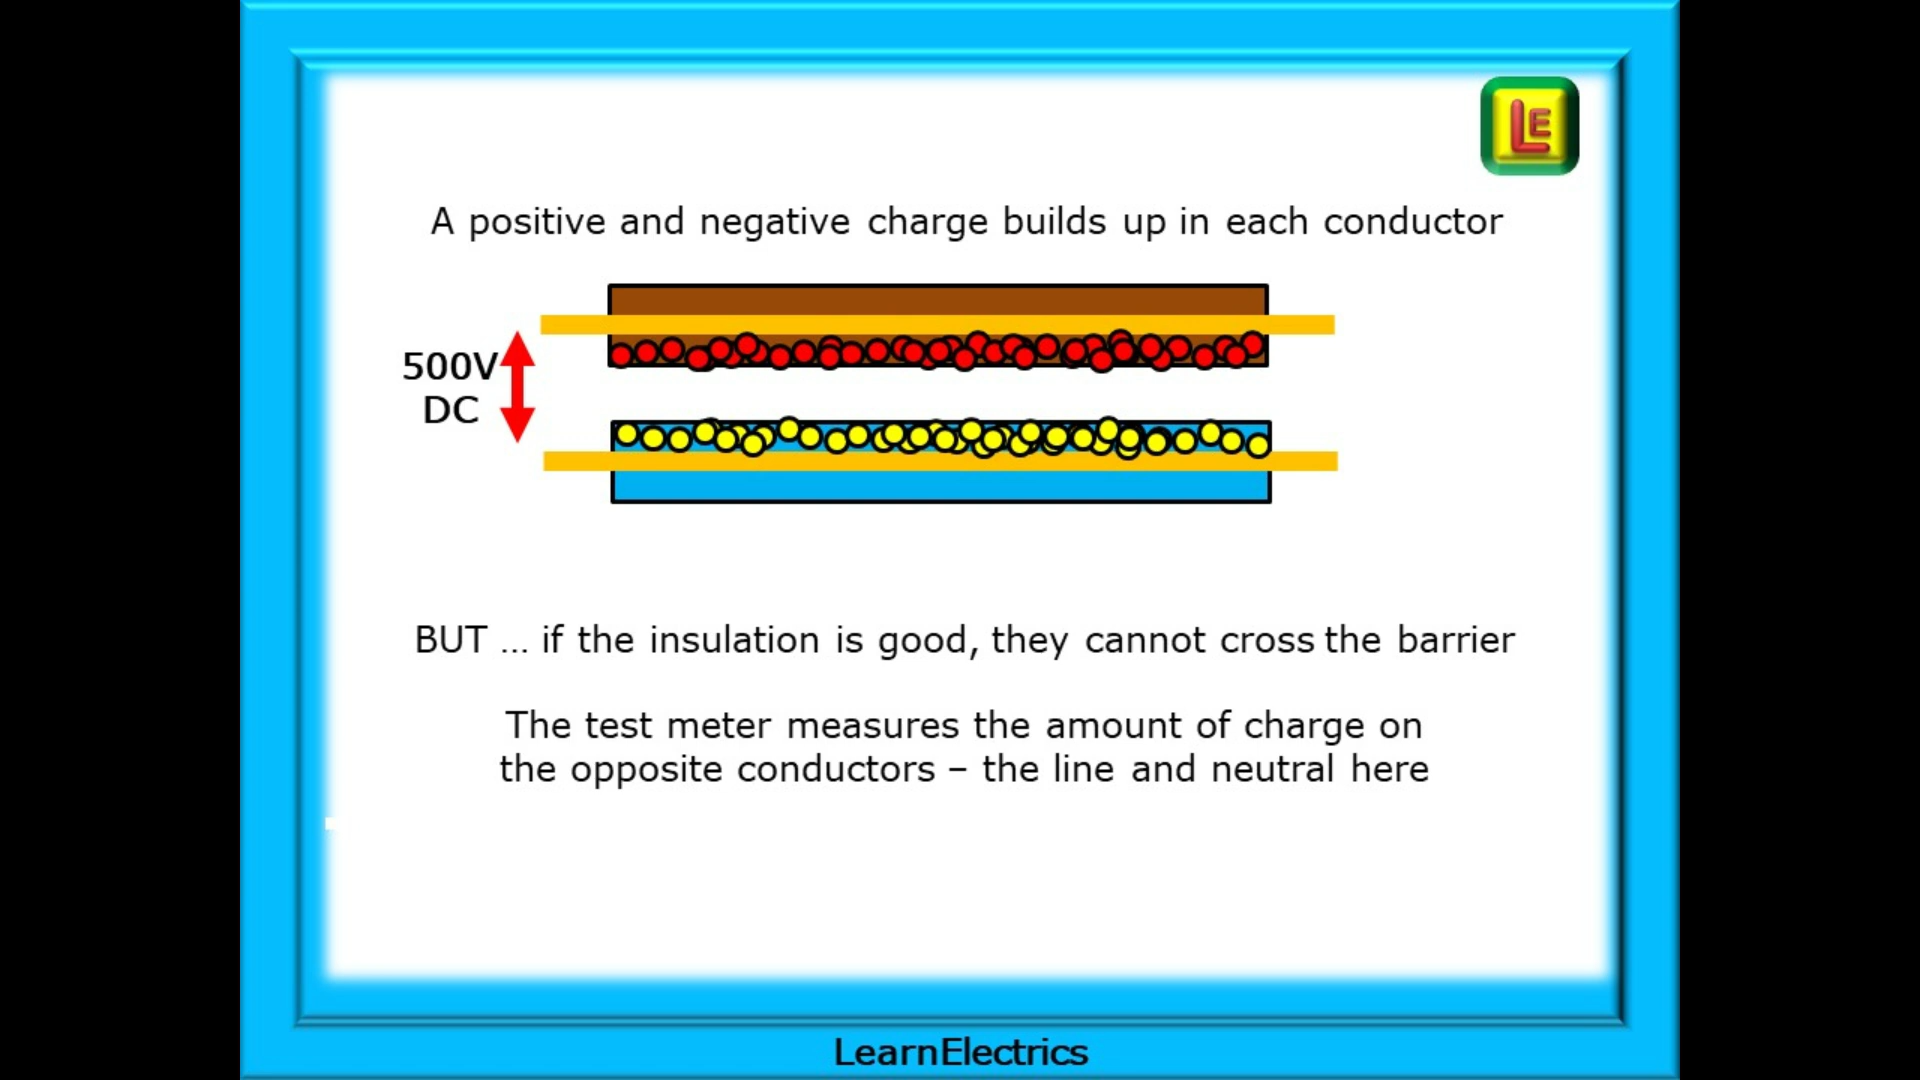 LE
A positive and negative charge builds up in each conductor
500V
DC
BUT ... if the insulation is good, they cannot cross the barrier
The test meter measures the amount of charge on
the opposite conductors – the line and neutral here
LearnElectrics